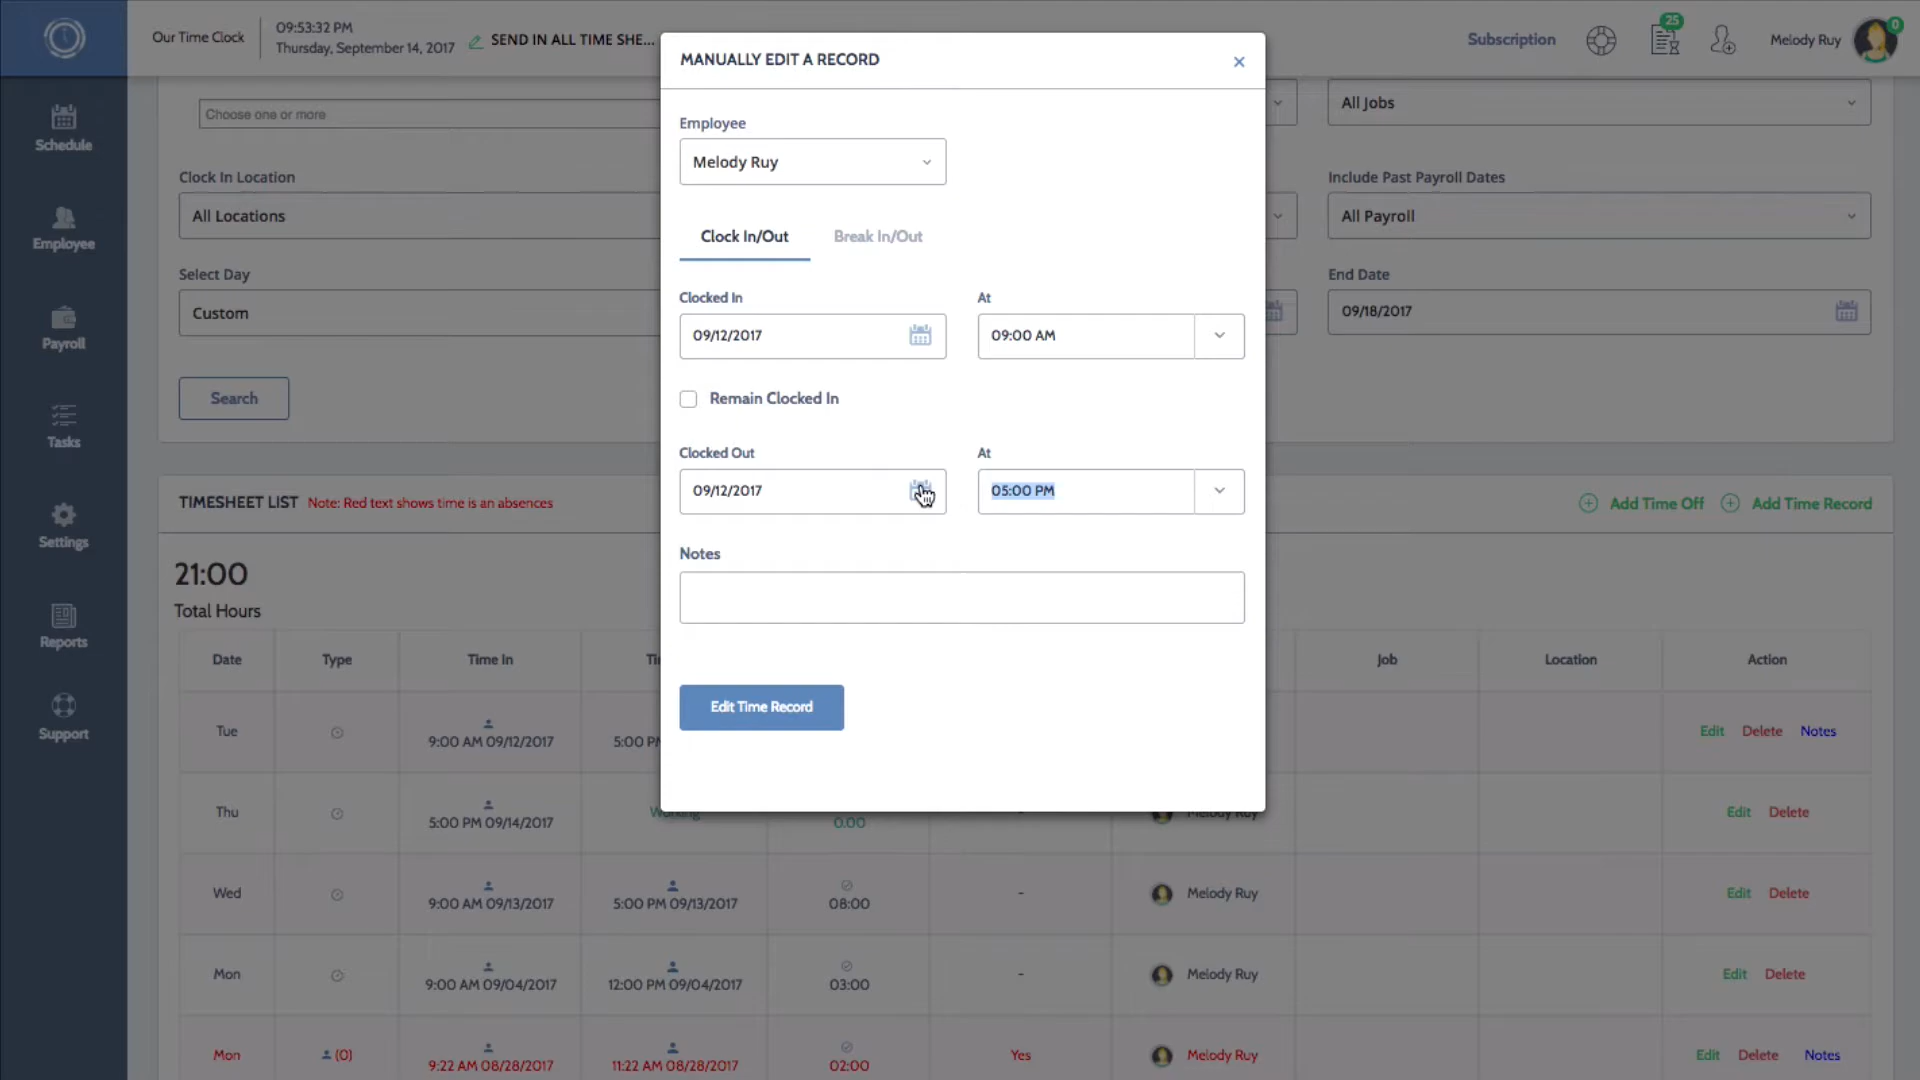 Our Time Clock
09:53:32 PM
Thursday, September 14, 2017
SEND IN ALL TIME SHE...
Subscription
25
Melody Ruy
0
Schedule
Employee
Payroll
Tasks
Settings
Reports
Support
Choose one or more
All Jobs
Clock In Location
All Locations
Include Past Payroll Dates
All Payroll
Select Day
Custom
End Date
09/18/2017
Search
MANUALLY EDIT A RECORD
×
Employee
Melody Ruy
Clock In/Out Break In/Out
Clocked In At
09/12/2017 09:00 AM
Remain Clocked In
Clocked Out At
09/12/2017 05:00 PM
Notes
Edit Time Record
TIMESHEET LIST Note: Red text shows time is an absences
Add Time Off Add Time Record
21:00
Total Hours
Date Type Time In Job Location Action
Tue 9:00 AM 09/12/2017 5:00 Edit Delete Notes
Thu 5:00 PM 09/14/2017 Working 0.00 - Melody Ruy Edit Delete
Wed 9:00 AM 09/13/2017 5:00 PM 09/13/2017 08:00 - Melody Ruy Edit Delete
Mon 9:00 AM 09/04/2017 12:00 PM 09/04/2017 03:00 - Melody Ruy Edit Delete
Mon (0) 9:22 AM 08/28/2017 11:22 AM 08/28/2017 02:00 Yes Melody Ruy Edit Delete Notes